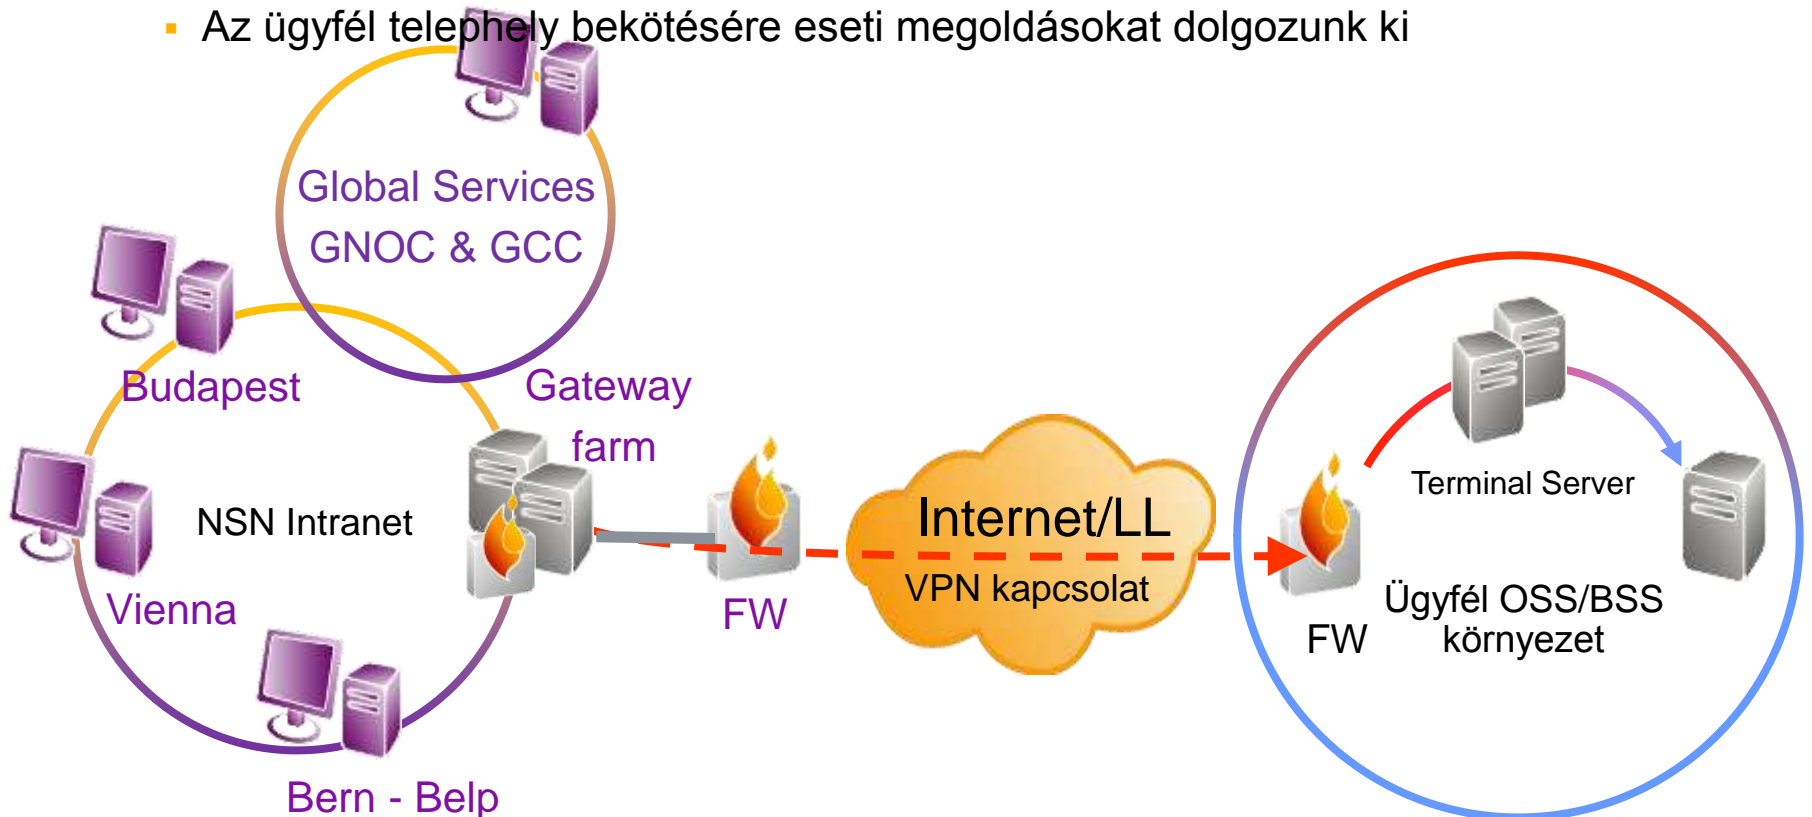 ▪ Az ügyfél telephely bekötésére eseti megoldásokat dolgozunk ki
Global Services
GNOC & GCC
Budapest
Gateway
farm
NSN Intranet
Vienna
FW
Bern - Belp
Internet/LL
VPN kapcsolat
Terminal Server
FW
Ügyfél OSS/BSS
környezet